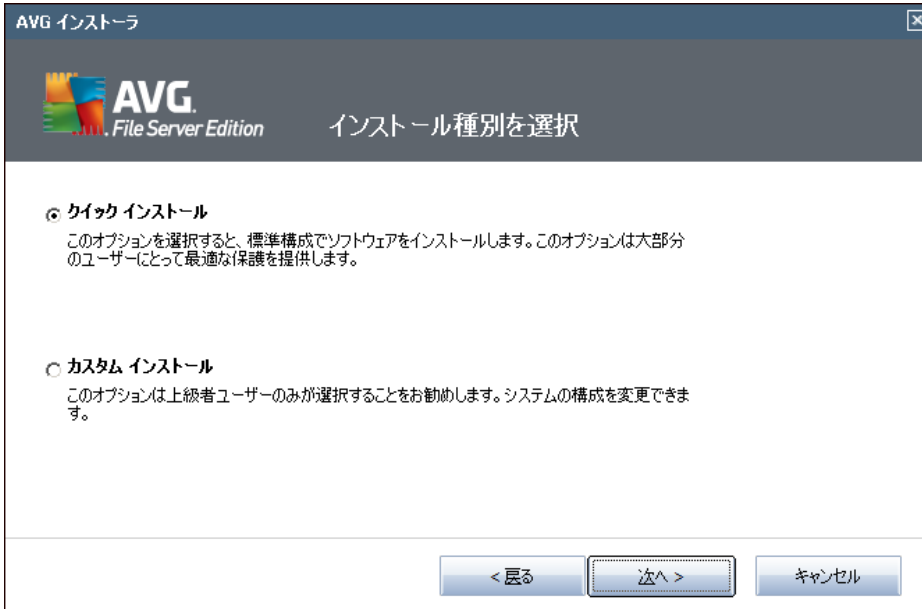 AVG インストーラ
AVG.
File Server Edition
インストール種別を選択
クイック インストール
このオプションを選択すると、標準構成でソフトウェアをインストールします。このオプションは大部分
のユーザーにとって最適な保護を提供します。
カスタム インストール
このオプションは上級者ユーザーのみが選択することをお勧めします。システムの構成を変更できま
す。
< 戻る
次へ >
キャンセル